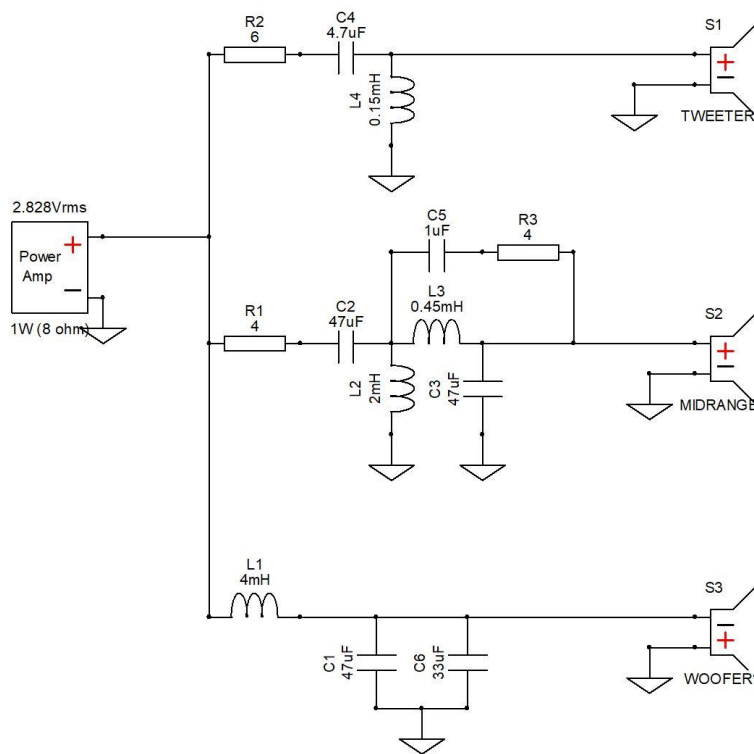 R2
6
C4
4.7uF
L4
0.15mH
S1
+
−
TWEETER
2.828Vrms
Power
Amp
+
−
1W (8 ohm)
C5
1uF
R3
4
R1
4
C2
47uF
L3
0.45mH
L2
2mH
C3
47uF
S2
+
−
MIDRANGE
L1
4mH
C1
47uF
C6
33uF
S3
−
+
WOOFER